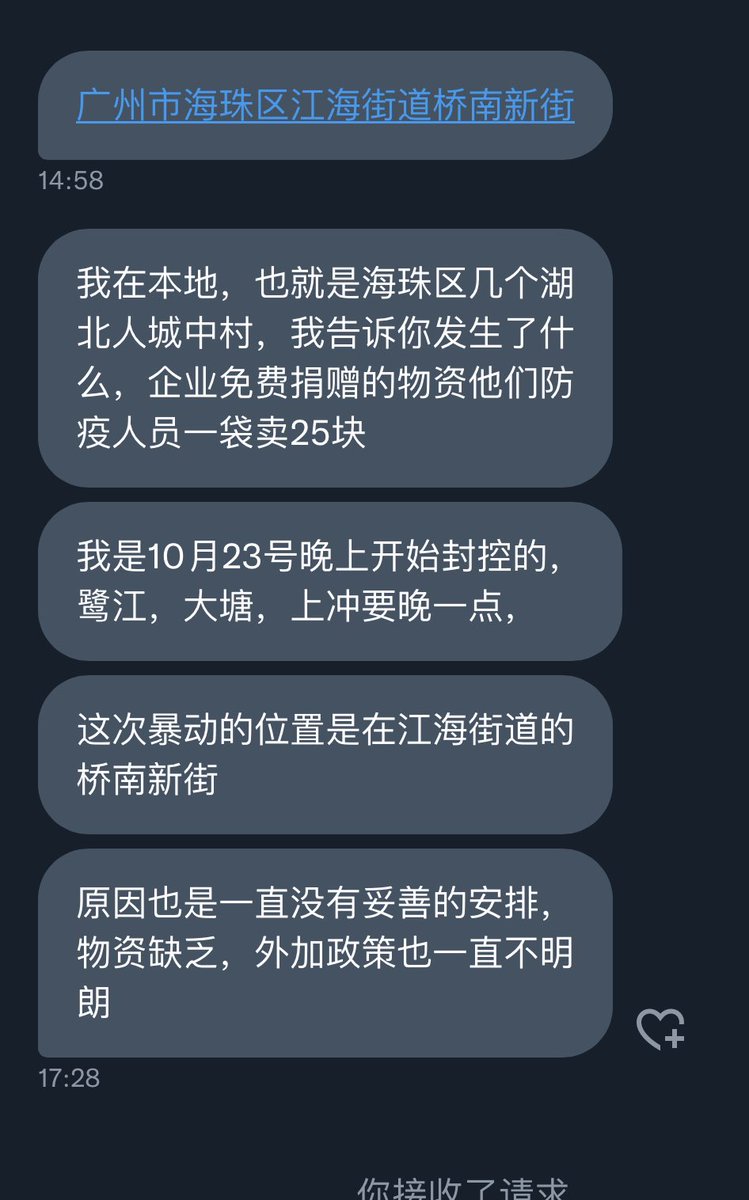 广州市海珠区江海街道桥南新街
14:58
我在本地，也就是海珠区几个湖
北人城中村，我告诉你发生了什
么，企业免费捐赠的物资他们防
疫人员一袋卖25块
我是10月23号晚上开始封控的，
鹭江，大塘，上冲要晚一点，
这次暴动的位置是在江海街道的
桥南新街
原因也是一直没有妥善的安排，
物资缺乏，外加政策也一直不明
朗
17:28
你接收了请求